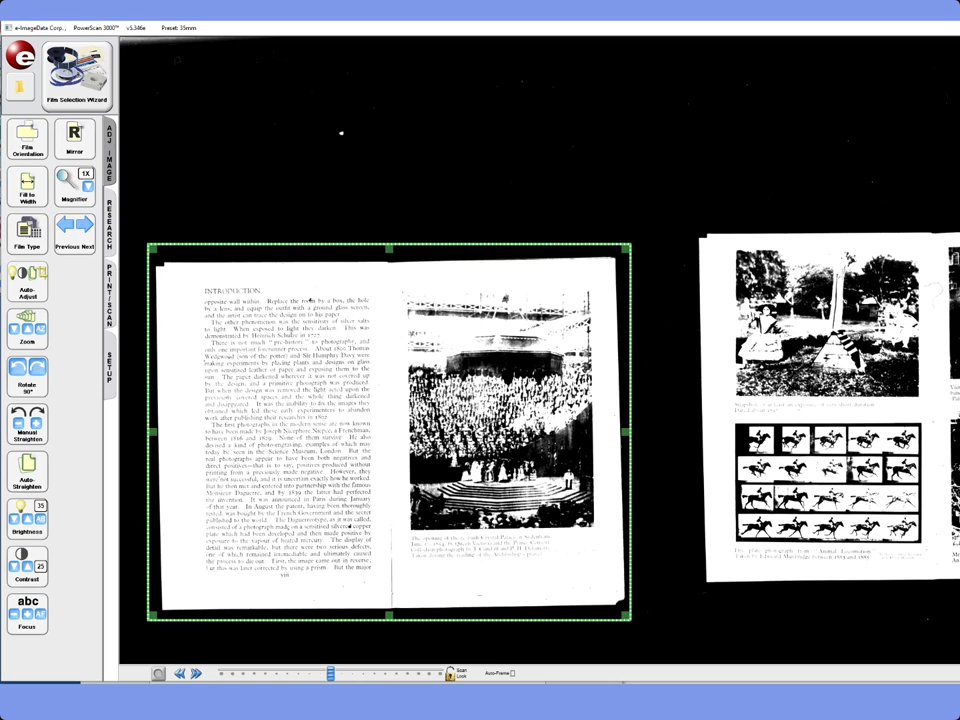 e-ImageData Corp., PowerScan 3000™ v5.346e Preset: 35mm
e
Film Selection Wizard
Film Orientation
R
Mirror
ADJ IMAGE
Fill to Width
1X
Magnifier
RESEARCH
Film Type
Previous Next
Auto-Adjust
PRINT/SCAN
Zoom
Rotate 90°
SETUP
Manual Straighten
Auto-Straighten
35
Brightness
25
Contrast
abc
AF
Focus
INTRODUCTION
opposite wall within. Replace the room by a box, the hole
by a lens, and equip the outfit with a ground glass screen,
and the artist can trace the design on to his paper.
The other phenomenon was the sensitivity of silver salts
to light. When exposed to light they darken. This was
demonstrated by Heinrich Schulze in 1727.
There is not much "pre-history" to photography, and
only one important forerunner process. About 1802 Thomas
Wedgwood (son of the potter) and Sir Humphry Davy were
making experiments by placing plants and designs on glass
upon sensitised leather or paper and exposing them to the
sun. The paper darkened wherever it was not covered up
by the design, and a primitive photograph was produced.
But when the design was removed the light acted upon the
previously covered spaces and the whole thing darkened
and disappeared. It was the inability to fix the images they
obtained which led these early experimenters to abandon
work after publishing their researches in 1802.
The first photographs in the modern sense are now known
to have been made by Joseph Nicephore Niepce, a Frenchman,
between 1816 and 1829. None of them survive. He also
devised a kind of photo-engraving, examples of which may
today be seen in the Science Museum, London. But the
real photographs appear to have been both negatives and
direct positives—that is to say, positives produced without
printing from a previously made negative. However, they
were not successful, and it is uncertain exactly how he worked.
But he then met and entered into partnership with the famous
Monsieur Daguerre, and by 1839 the latter had perfected
the invention. It was announced in Paris during January
of that year. In August the patent, having been thoroughly
tested, was bought by the French Government and the secret
published to the world. The Daguerreotype, as it was called,
consisted of a photograph made on a sensitised silvered copper
plate which had been developed and then made positive by
exposure to the vapour of heated mercury. The display of
detail was remarkable; but there were two serious defects,
one of which remained irremediable and ultimately caused
the process to die out. First, the image came out in reverse;
but this was later corrected by using a prism. But the major
xiii
The opening of the rebuilt Crystal Palace at Sydenham
Scan Lock
Auto-Frame